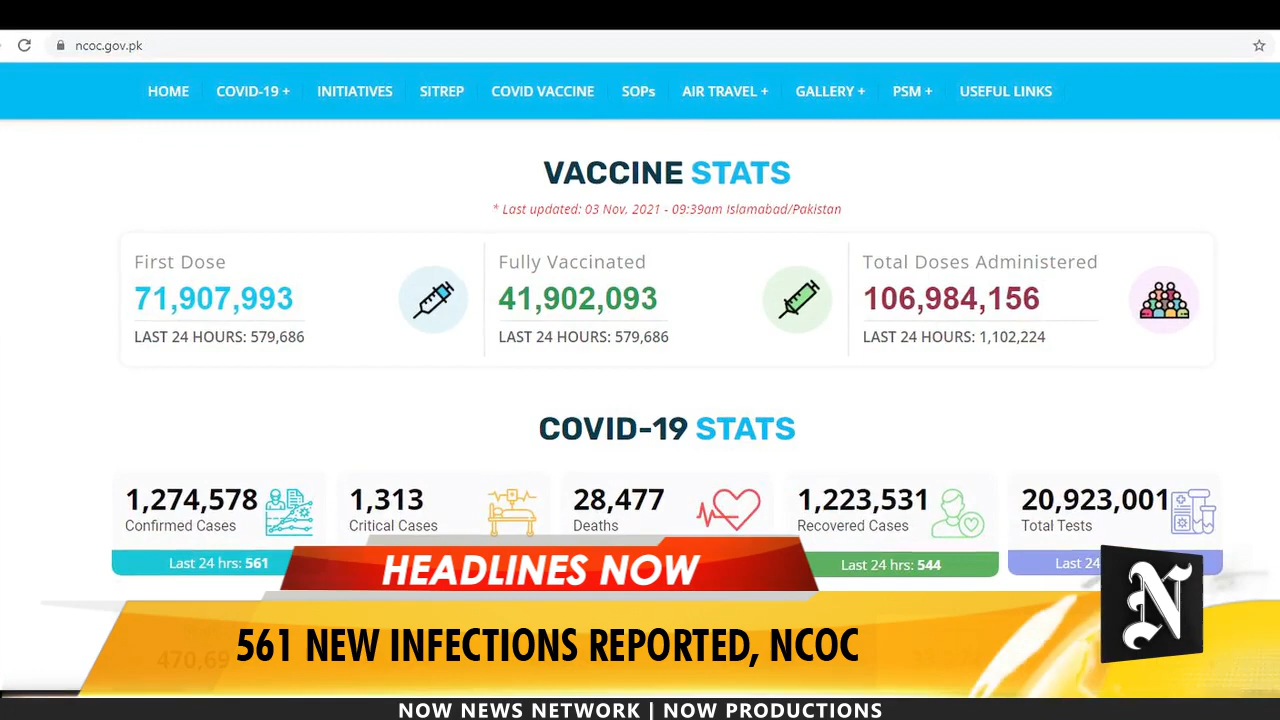 ncoc.gov.pk
HOME COVID-19 + INITIATIVES SITREP COVID VACCINE SOPs AIR TRAVEL + GALLERY + PSM + USEFUL LINKS
VACCINE STATS
* Last updated: 03 Nov. 2021 - 09:39am Islamabad/Pakistan
First Dose
71,907,993
LAST 24 HOURS: 579,686
Fully Vaccinated
41,902,093
LAST 24 HOURS: 579,686
Total Doses Administered
106,984,156
LAST 24 HOURS: 1,102,224
COVID-19 STATS
1,274,578
Confirmed Cases
Last 24 hrs: 561
1,313
Critical Cases
28,477
Deaths
1,223,531
Recovered Cases
Last 24 hrs: 544
20,923,001
Total Tests
Last 24
HEADLINES NOW
N
561 NEW INFECTIONS REPORTED, NCOC
NOW NEWS NETWORK | NOW PRODUCTIONS